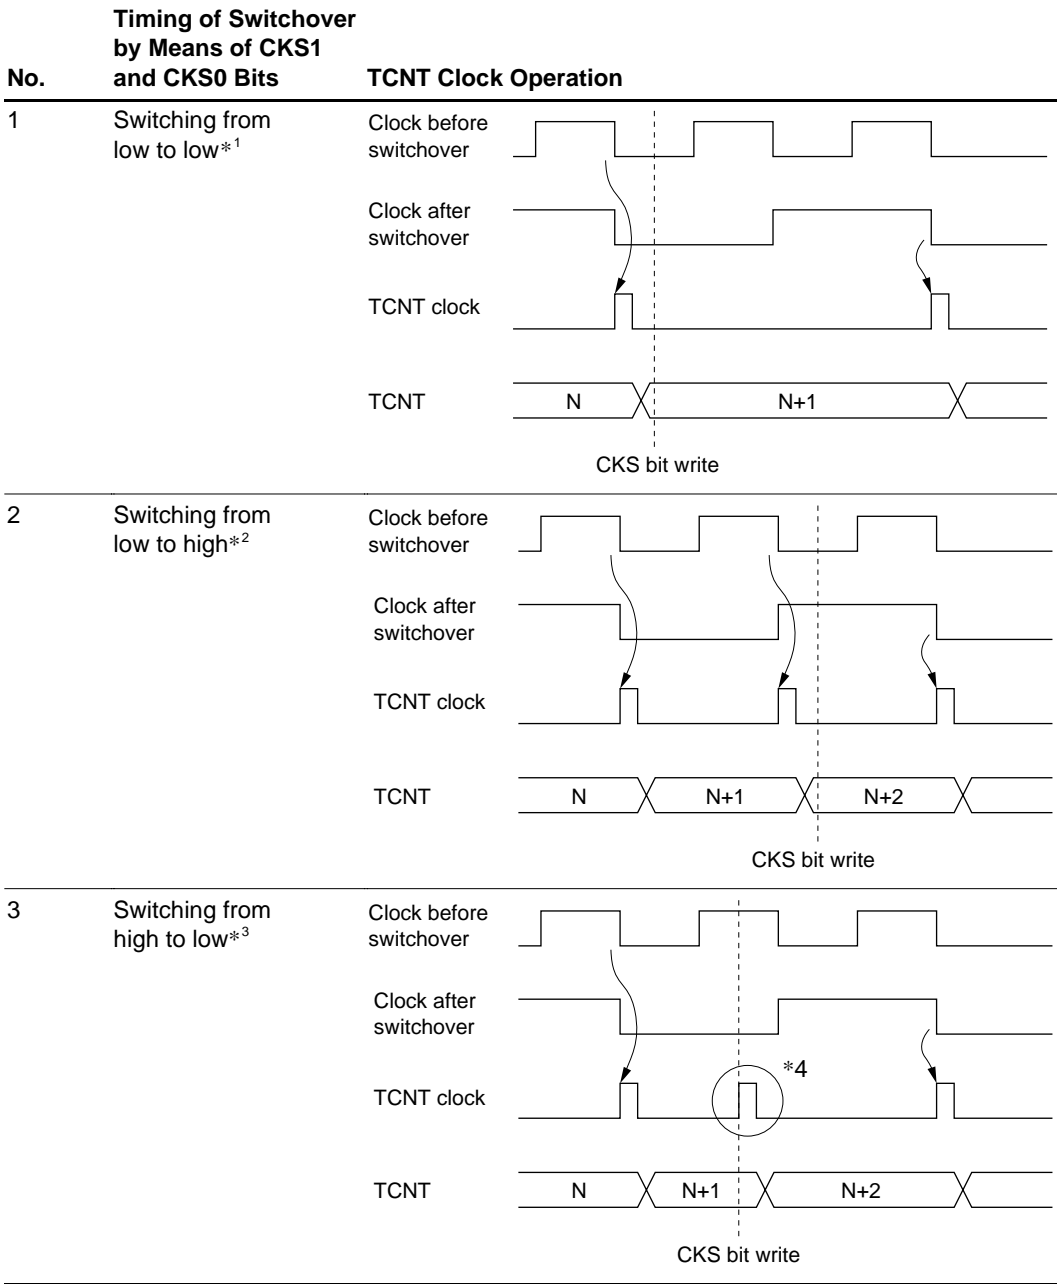 No.
Timing of Switchover
by Means of CKS1
and CKS0 Bits
TCNT Clock Operation
1
Switching from
low to low*1
Clock before
switchover
Clock after
switchover
TCNT clock
TCNT
N
N+1
CKS bit write
2
Switching from
low to high*2
Clock before
switchover
Clock after
switchover
TCNT clock
TCNT
N
N+1
N+2
CKS bit write
3
Switching from
high to low*3
Clock before
switchover
Clock after
switchover
*4
TCNT clock
TCNT
N
N+1
N+2
CKS bit write